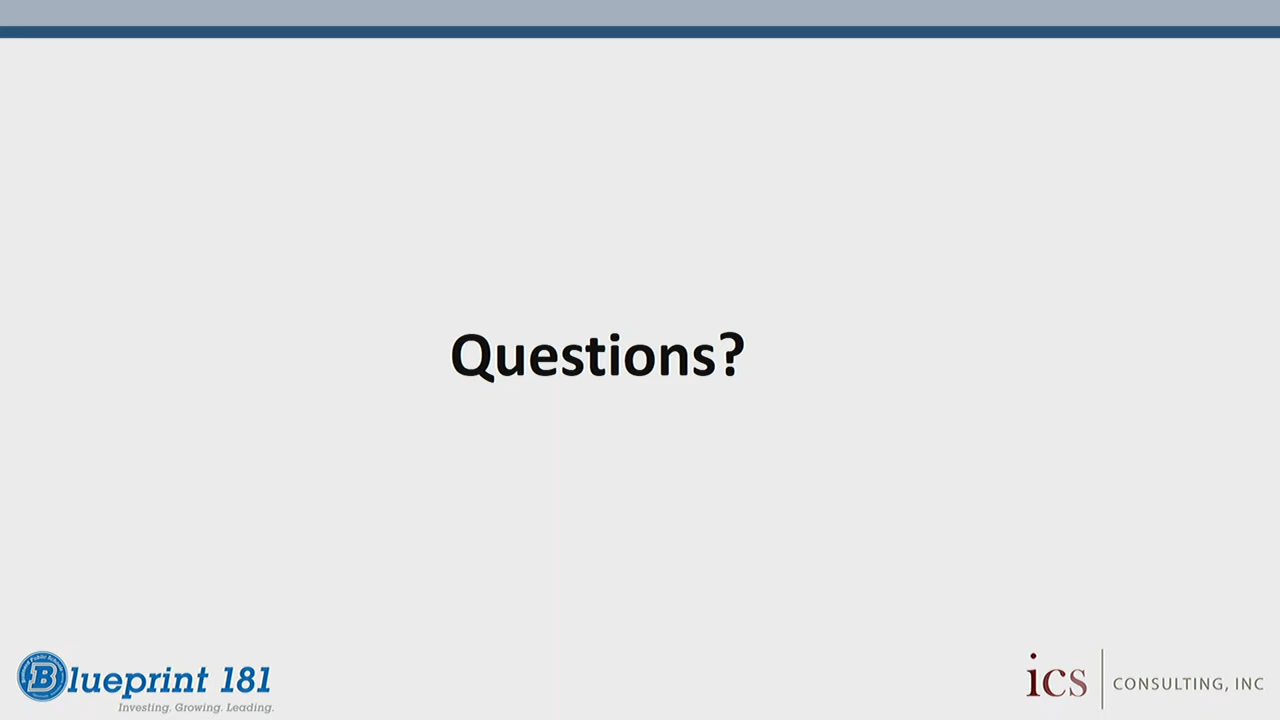 Questions?
Blueprint 181
Investing. Growing. Leading.
ics
CONSULTING, INC